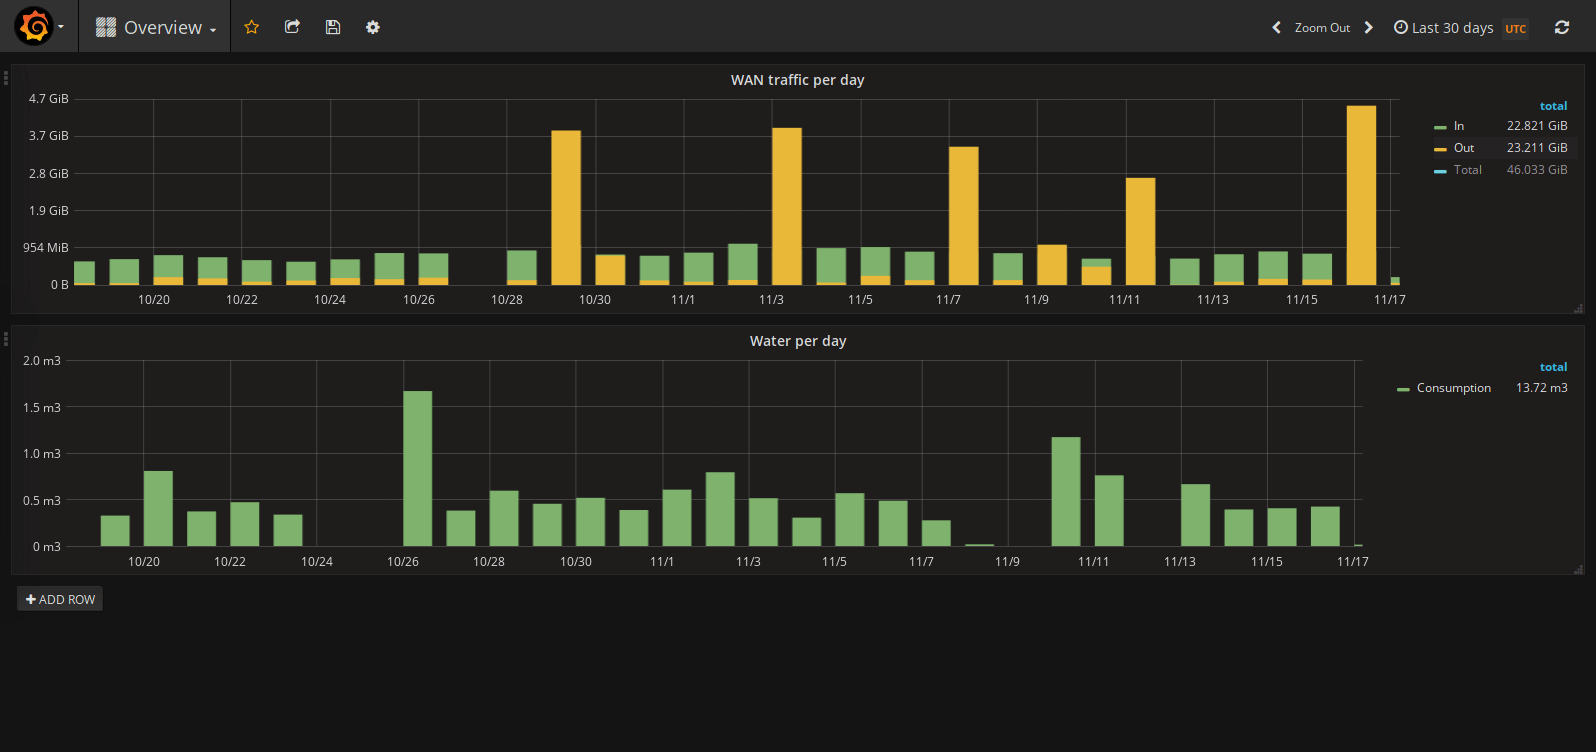 Overview
Zoom Out
Last 30 days UTC
WAN traffic per day
4.7 GiB
3.7 GiB
2.8 GiB
1.9 GiB
954 MiB
0 B
10/20 10/22 10/24 10/26 10/28 10/30 11/1 11/3 11/5 11/7 11/9 11/11 11/13 11/15 11/17
total
In 22.821 GiB
Out 23.211 GiB
Total 46.033 GiB
Water per day
2.0 m3
1.5 m3
1.0 m3
0.5 m3
0 m3
10/20 10/22 10/24 10/26 10/28 10/30 11/1 11/3 11/5 11/7 11/9 11/11 11/13 11/15 11/17
total
Consumption 13.72 m3
ADD ROW